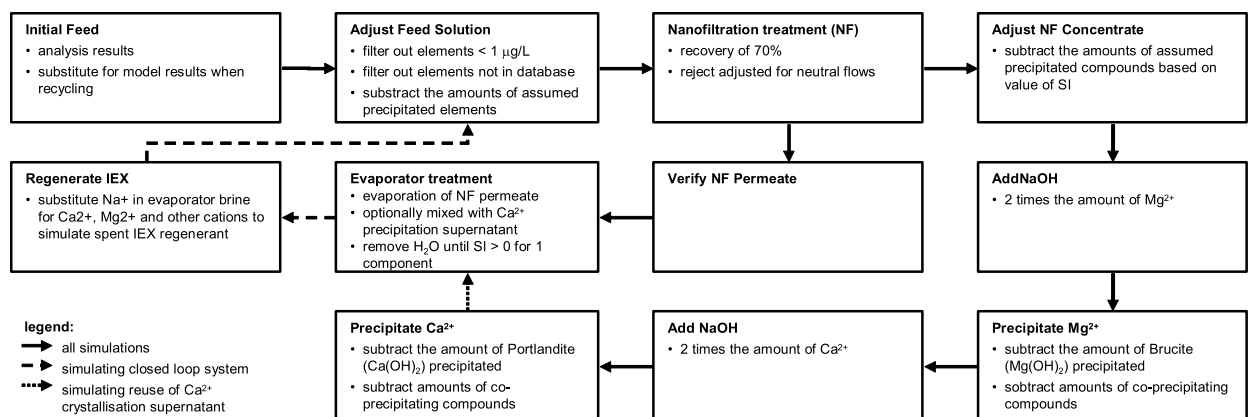 Initial Feed
• analysis results
• substitute for model results when
recycling
Adjust Feed Solution
• filter out elements < 1 µg/L
• filter out elements not in database
• substract the amounts of assumed
precipitated elements
Nanofiltration treatment (NF)
• recovery of 70%
• reject adjusted for neutral flows
Adjust NF Concentrate
• subtract the amounts of assumed
precipitated compounds based on
value of SI
Regenerate IEX
• substitute Na+ in evaporator brine
for Ca2+, Mg2+ and other cations to
simulate spent IEX regenerant
Evaporator treatment
• evaporation of NF permeate
• optionally mixed with Ca²⁺
precipitation supernatant
• remove H₂O until SI > 0 for 1
component
Verify NF Permeate
AddNaOH
• 2 times the amount of Mg²⁺
legend:
all simulations
simulating closed loop system
simulating reuse of Ca²⁺
crystallisation supernatant
Precipitate Ca²⁺
• subtract the amount of Portlandite
(Ca(OH)₂) precipitated
• subtract amounts of co-
precipitating compounds
Add NaOH
• 2 times the amount of Ca²⁺
Precipitate Mg²⁺
• subtract the amount of Brucite
(Mg(OH)₂) precipitated
• sobtract amounts of co-precipitating
compounds